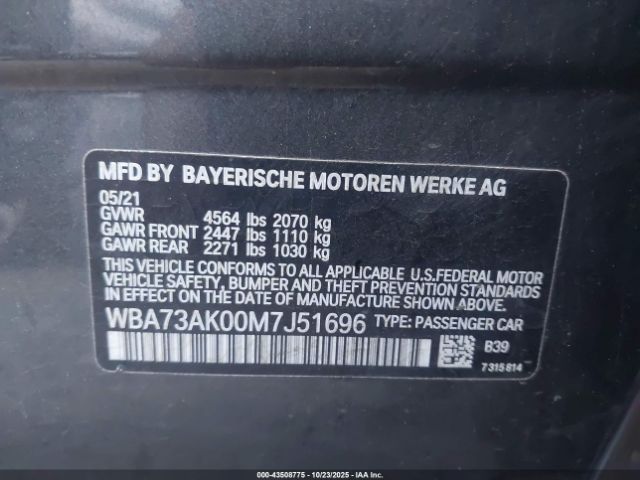 MFD BY BAYERISCHE MOTOREN WERKE AG
05/21
GVWR 4564 lbs 2070 kg
GAWR FRONT 2447 lbs 1110 kg
GAWR REAR 2271 lbs 1030 kg
THIS VEHICLE CONFORMS TO ALL APPLICABLE U.S.FEDERAL MOTOR
VEHICLE SAFETY, BUMPER AND THEFT PREVENTION STANDARDS
IN EFFECT ON THE DATE OF MANUFACTURE SHOWN ABOVE.
WBA73AK00M7J51696 TYPE: PASSENGER CAR
B39
7 315 814
000-43508775 - 10/23/2025 - IAA Inc.